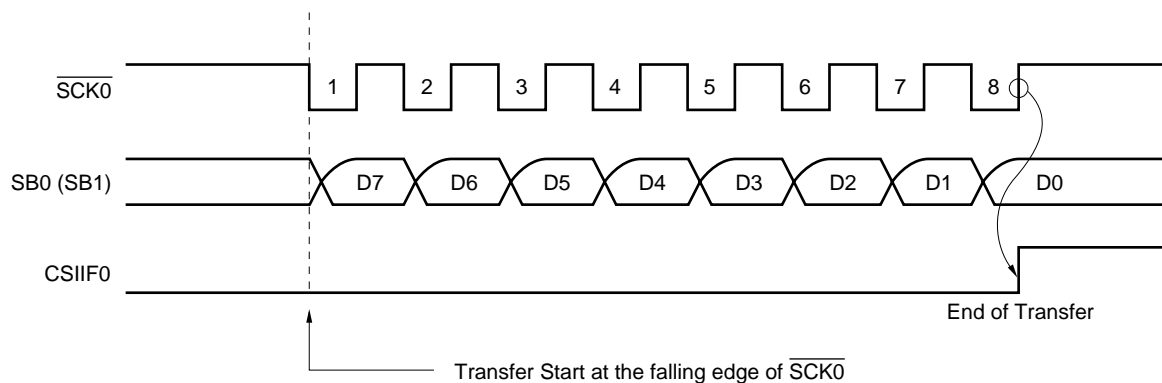 SCK0
1 2 3 4 5 6 7 8
SB0 (SB1)
D7 D6 D5 D4 D3 D2 D1 D0
CSIIF0
End of Transfer
Transfer Start at the falling edge of SCK0